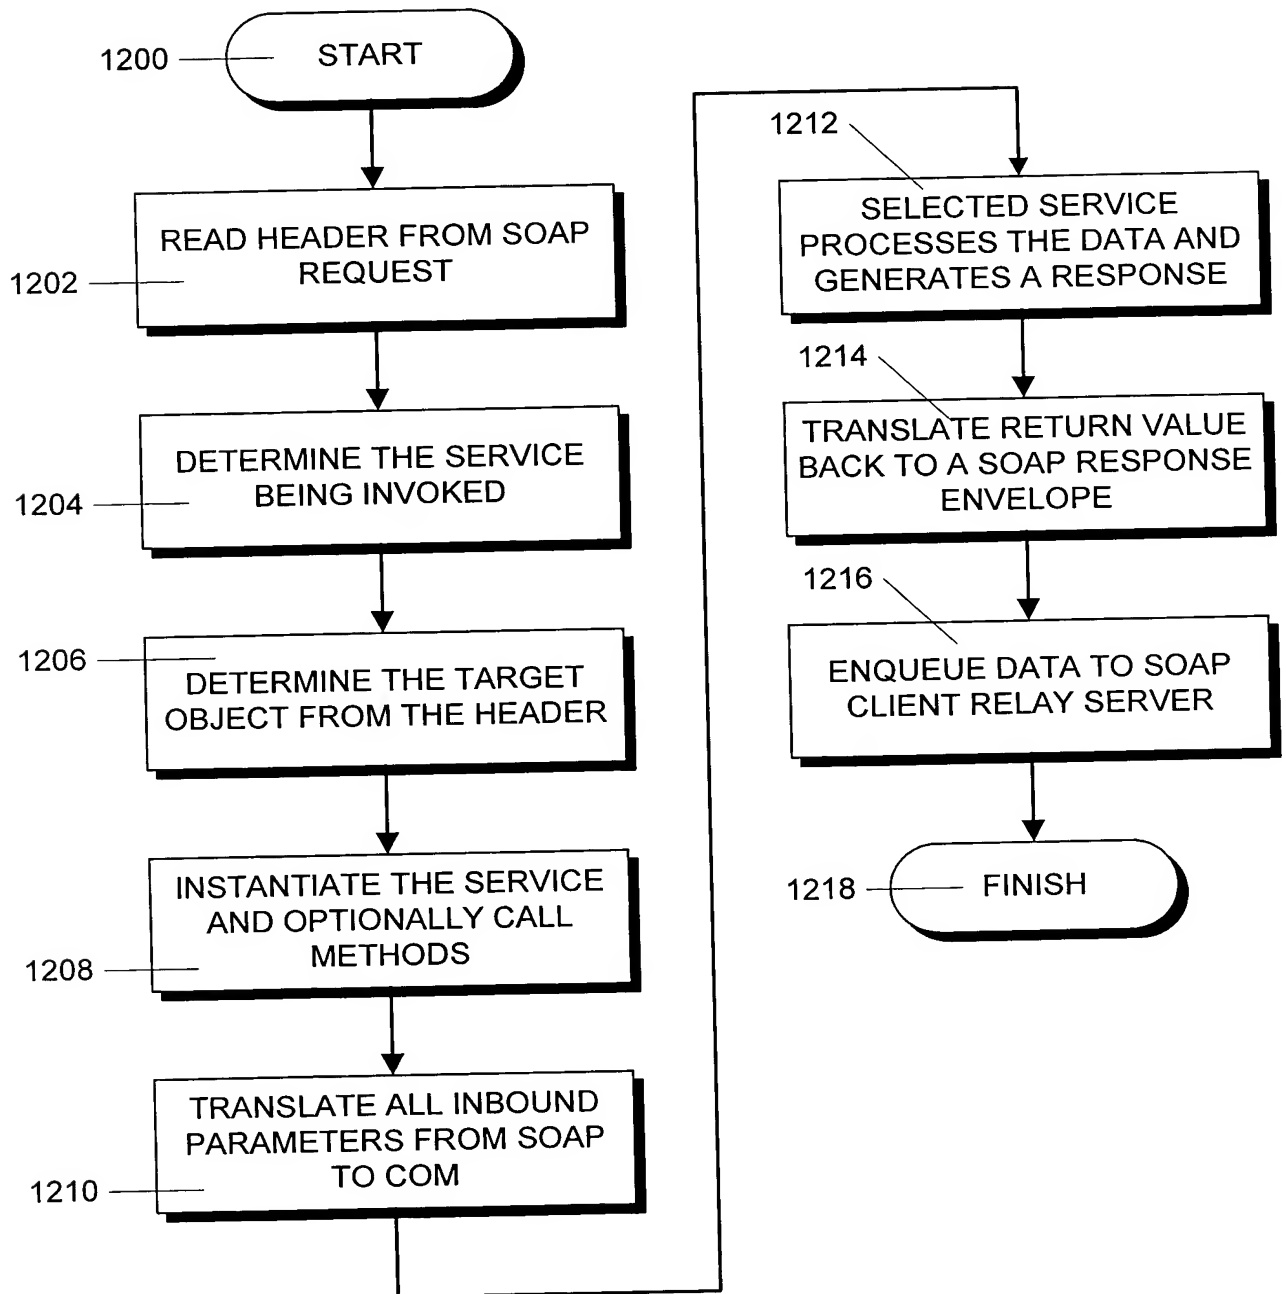 1200
START
1202
READ HEADER FROM SOAP
REQUEST
1204
DETERMINE THE SERVICE
BEING INVOKED
1206
DETERMINE THE TARGET
OBJECT FROM THE HEADER
1208
INSTANTIATE THE SERVICE
AND OPTIONALLY CALL
METHODS
1210
TRANSLATE ALL INBOUND
PARAMETERS FROM SOAP
TO COM
1212
SELECTED SERVICE
PROCESSES THE DATA AND
GENERATES A RESPONSE
1214
TRANSLATE RETURN VALUE
BACK TO A SOAP RESPONSE
ENVELOPE
1216
ENQUEUE DATA TO SOAP
CLIENT RELAY SERVER
1218
FINISH